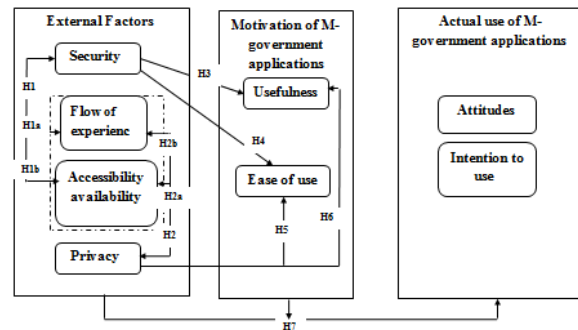 External Factors
Security
H1
H1a
Flow of
experienc
H2b
H1b
Accessibility
availability
H2a
H2
Privacy
Motivation of M-
government
applications
H3
Usefulness
H4
Ease of use
H5
H6
Actual use of M-
government applications
Attitudes
Intention to
use
H7